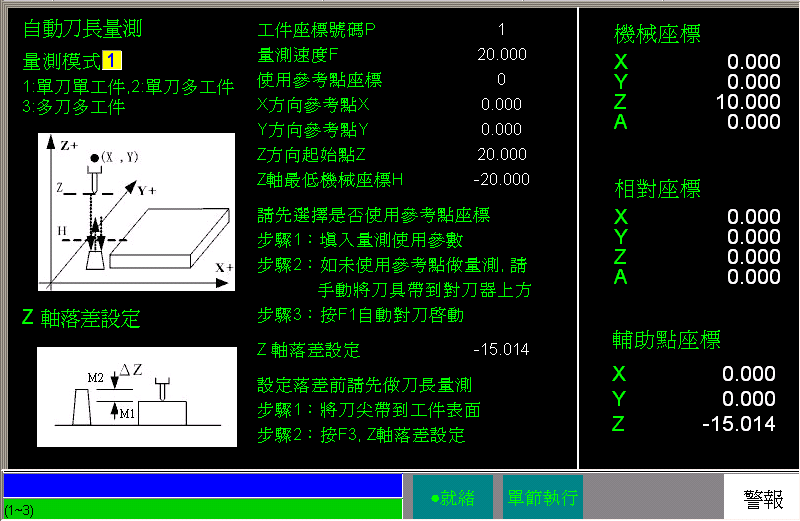 自動刀長量測
量測模式1
1:單刀單工件,2:單刀多工件
3:多刀多工件
Z+
(X ,Y)
Z
Y+
H
X+
Z 軸落差設定
M2
ΔZ
M1
工件座標號碼P 1
量測速度F 20.000
使用參考點座標 0
X方向參考點X 0.000
Y方向參考點Y 0.000
Z方向起始點Z 20.000
Z軸最低機械座標H -20.000
請先選擇是否使用參考點座標
步驟1：填入量測使用參數
步驟2：如未使用參考點做量測,請
手動將刀具帶到對刀器上方
步驟3：按F1自動對刀啓動
Z 軸落差設定 -15.014
設定落差前請先做刀長量測
步驟1：將刀尖帶到工件表面
步驟2：按F3,Z軸落差設定
機械座標
X 0.000
Y 0.000
Z 10.000
A 0.000
相對座標
X 0.000
Y 0.000
Z 0.000
A 0.000
輔助點座標
X 0.000
Y 0.000
Z -15.014
(1~3)
●就緒
單節執行
警報